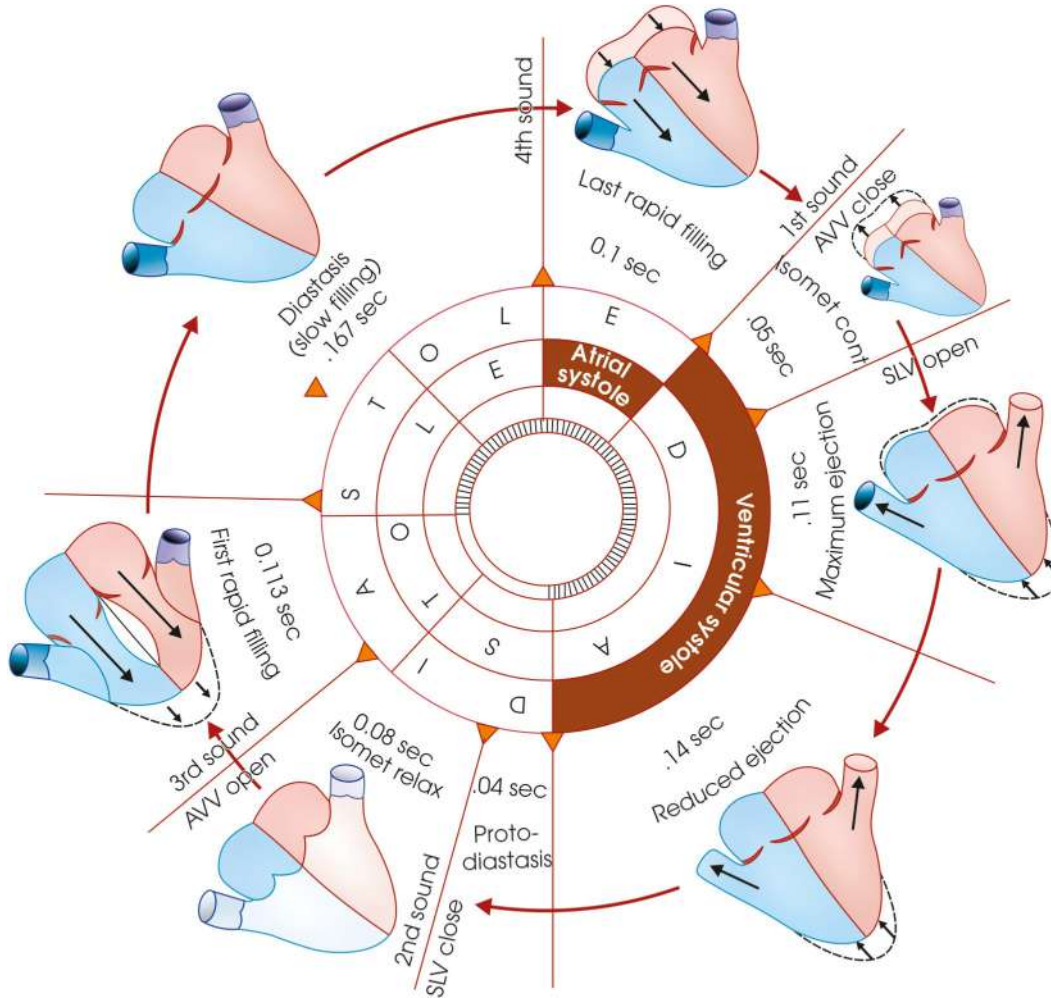 4th sound
Last rapid filling
0.1 sec
1st sound
AVV close
Isomet cont
.05 sec
SLV open
Maximum ejection
.11 sec
Reduced ejection
.14 sec
Proto-
diastasis
.04 sec
2nd sound
SLV close
0.08 sec
Isomet relax
3rd sound
AVV open
First rapid filling
0.113 sec
Diastasis
(slow filling)
.167 sec
Atrial
systole
Ventricular systole
DIASTOLE
DIASTOLE